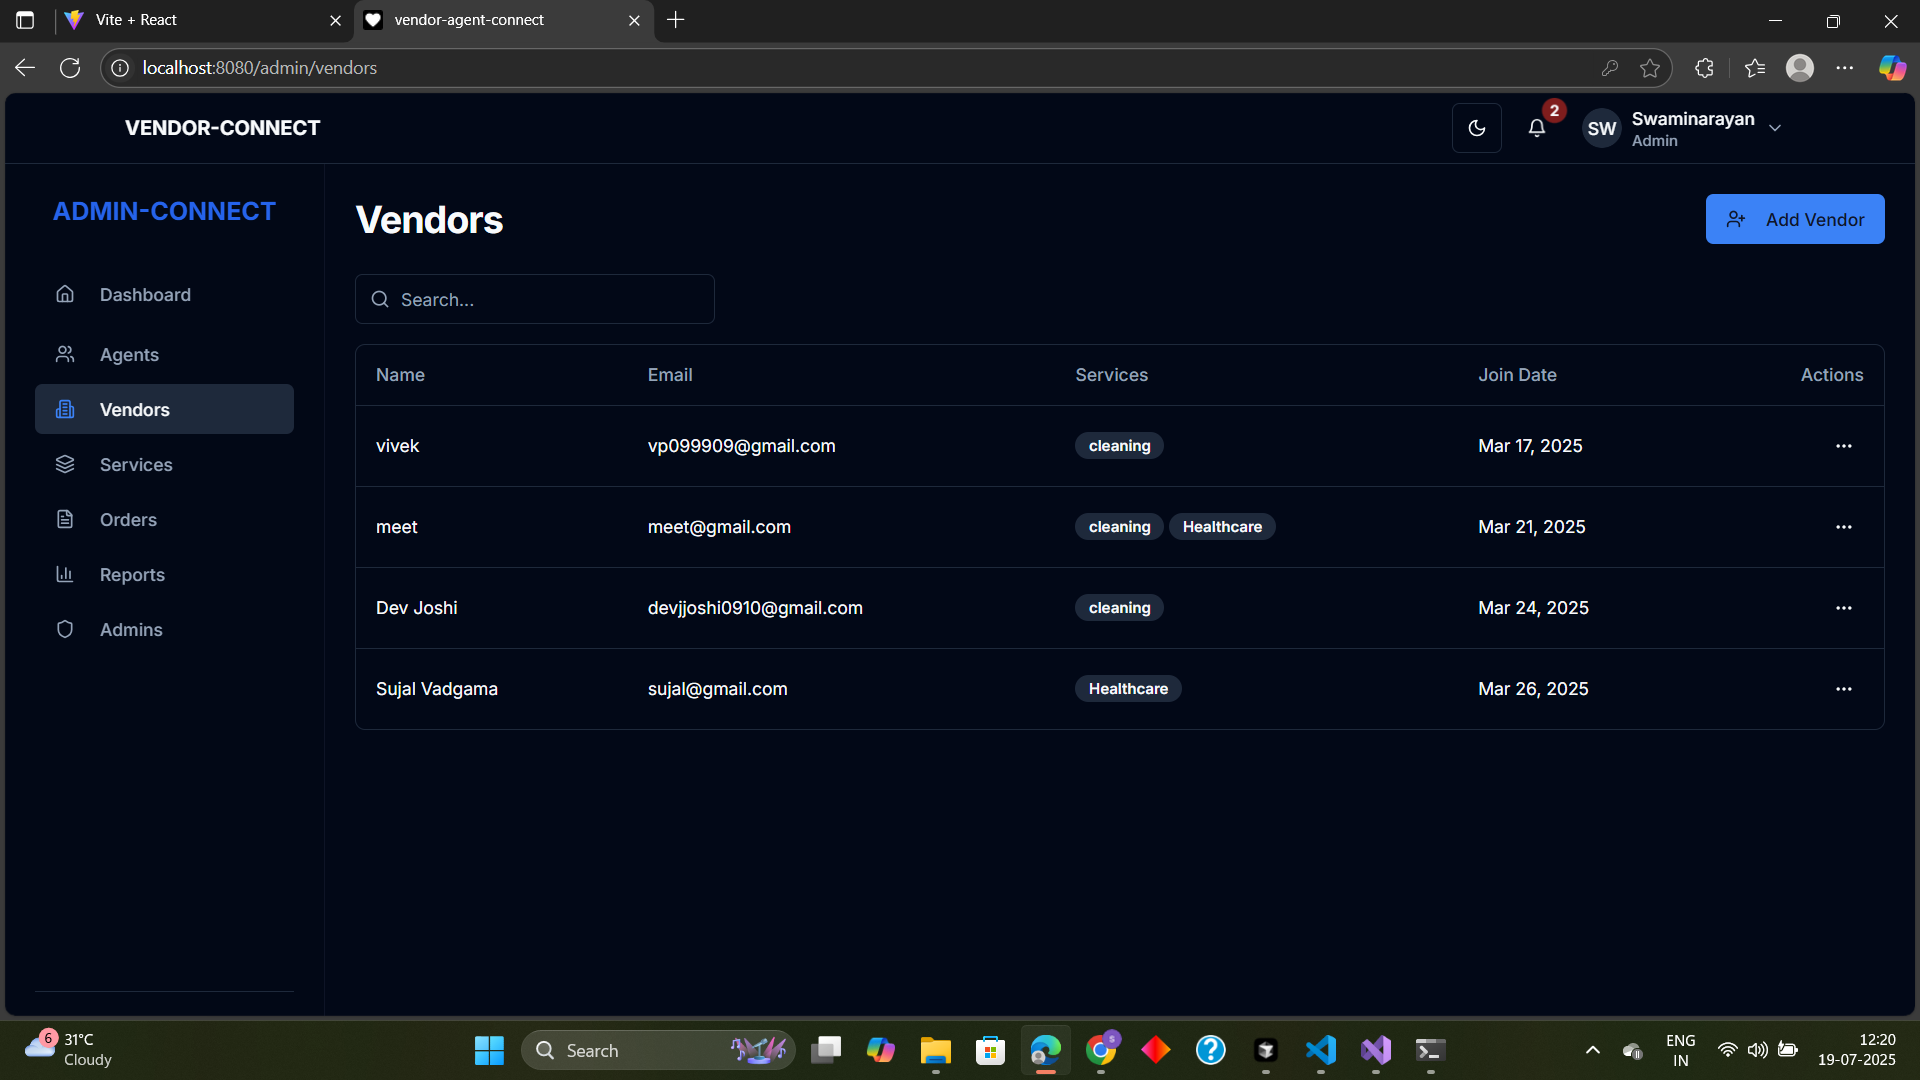 Vite + React
vendor-agent-connect
localhost:8080/admin/vendors
VENDOR-CONNECT
2
SW
Swaminarayan
Admin
ADMIN-CONNECT
Dashboard
Agents
Vendors
Services
Orders
Reports
Admins
Vendors
Add Vendor
Search...
Name Email Services Join Date Actions
vivek vp099909@gmail.com cleaning Mar 17, 2025
meet meet@gmail.com cleaning Healthcare Mar 21, 2025
Dev Joshi devjjoshi0910@gmail.com cleaning Mar 24, 2025
Sujal Vadgama sujal@gmail.com Healthcare Mar 26, 2025
6
31°C
Cloudy
Search
s
ENG
IN
12:20
19-07-2025